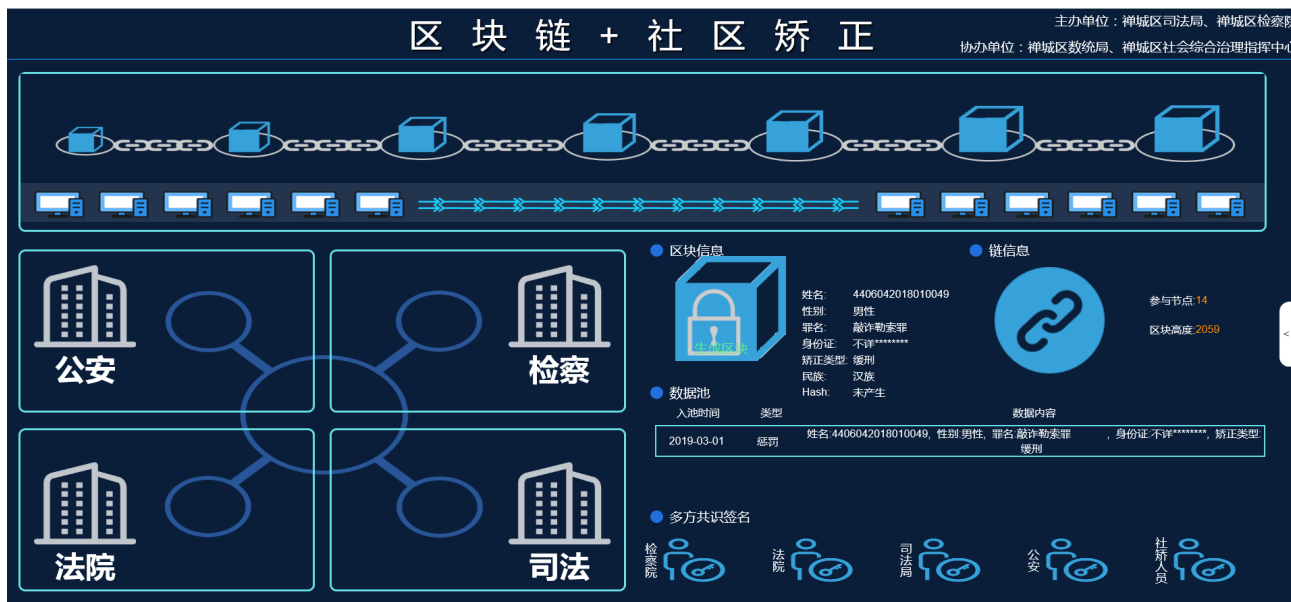 区块链+社区矫正
主办单位：禅城区司法局、禅城区检察院
协办单位：禅城区数统局、禅城区社会综合治理指挥中心
公安
检察
法院
司法
区块信息
生成区块
姓名: 4406042018010049
性别: 男性
罪名: 敲诈勒索罪
身份证: 不详********
矫正类型: 缓刑
民族: 汉族
Hash: 未产生
链信息
参与节点:14
区块高度:2059
<
数据池
入池时间 类型 数据内容
2019-03-01 惩罚 姓名:4406042018010049, 性别:男性, 罪名:敲诈勒索罪 , 身份证:不详********, 矫正类型:
缓刑
多方共识签名
检察院
法院
司法局
公安
社矫人员